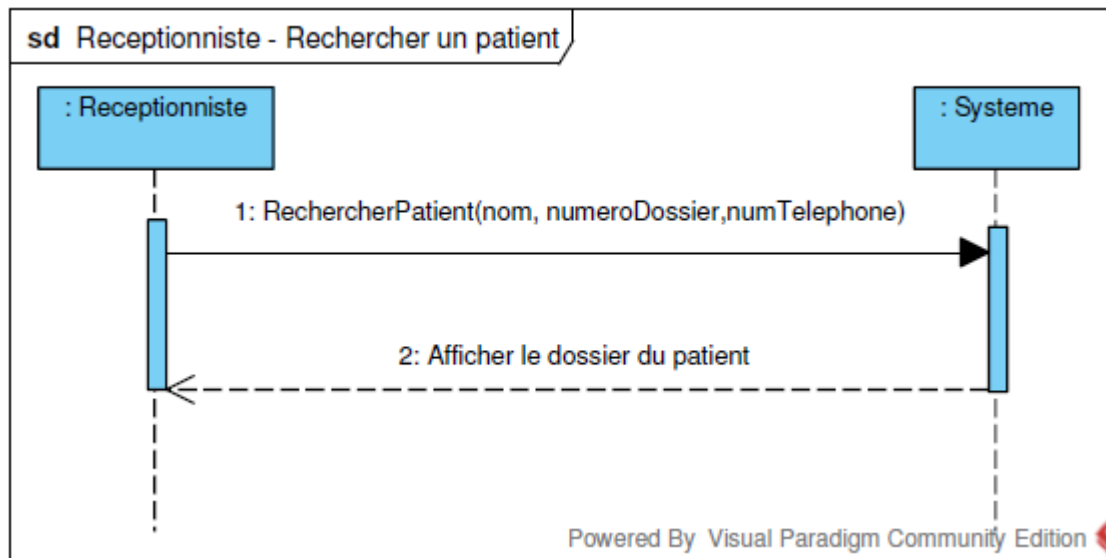 sd Receptionniste - Rechercher un patient
: Receptionniste
: Systeme
1: RechercherPatient(nom, numeroDossier,numTelephone)
2: Afficher le dossier du patient
Powered By Visual Paradigm Community Edition